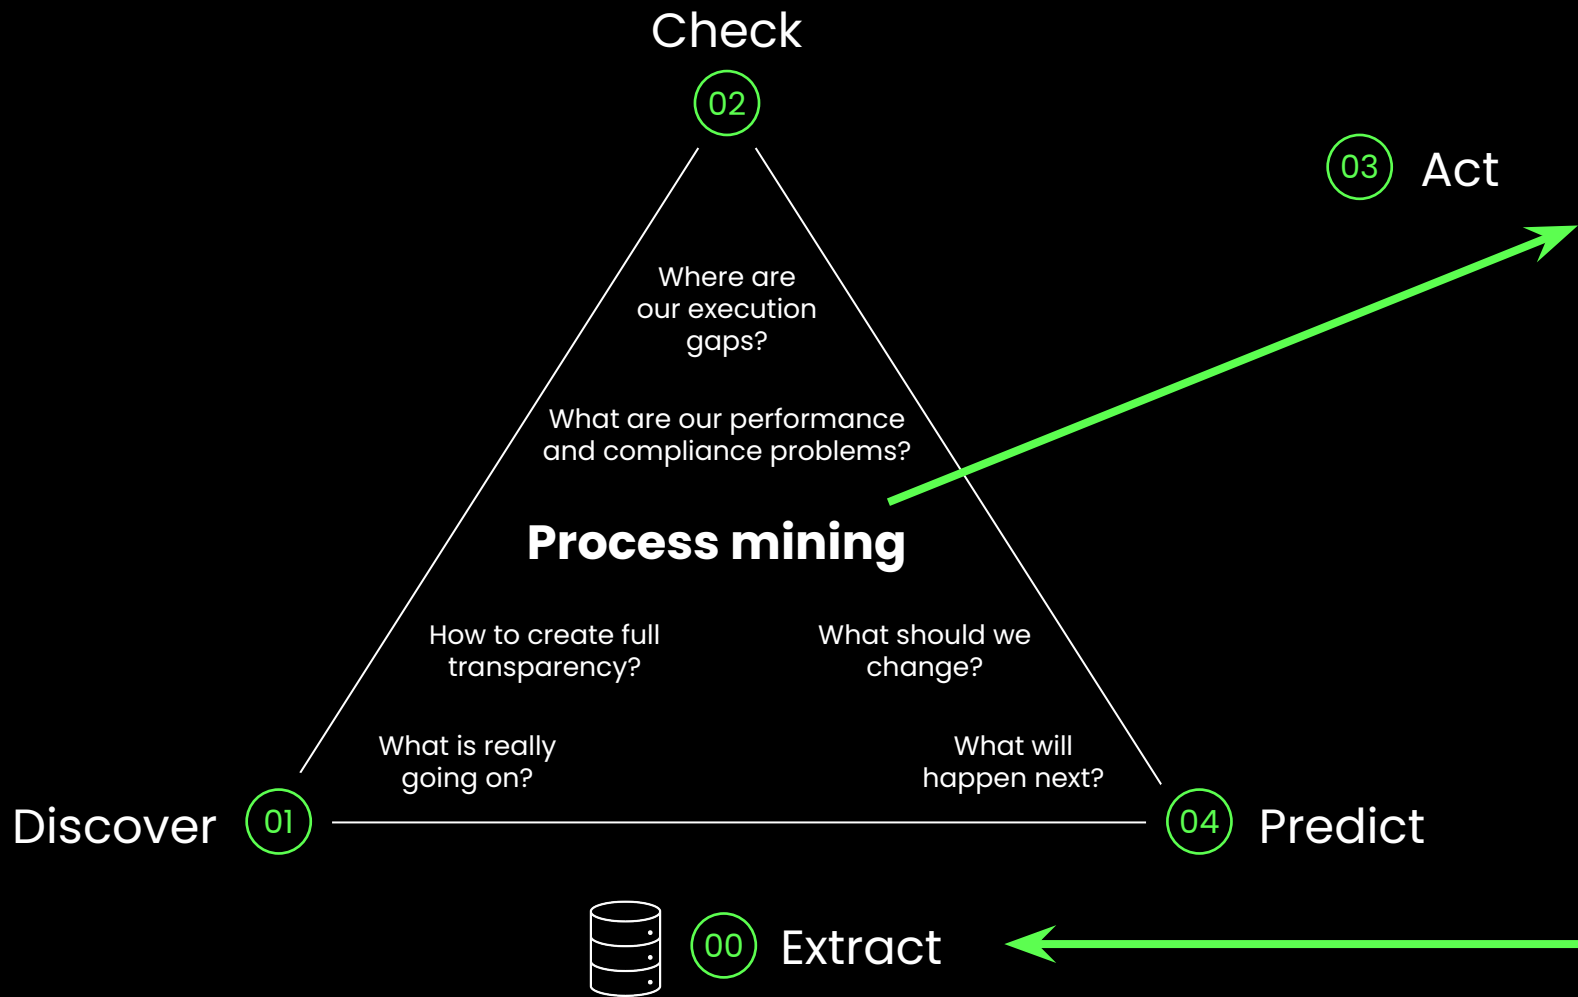 Check
02
03 Act
Where are
our execution
gaps?
What are our performance
and compliance problems?
Process mining
How to create full
transparency?
What should we
change?
What is really
going on?
What will
happen next?
Discover 01
04 Predict
00 Extract